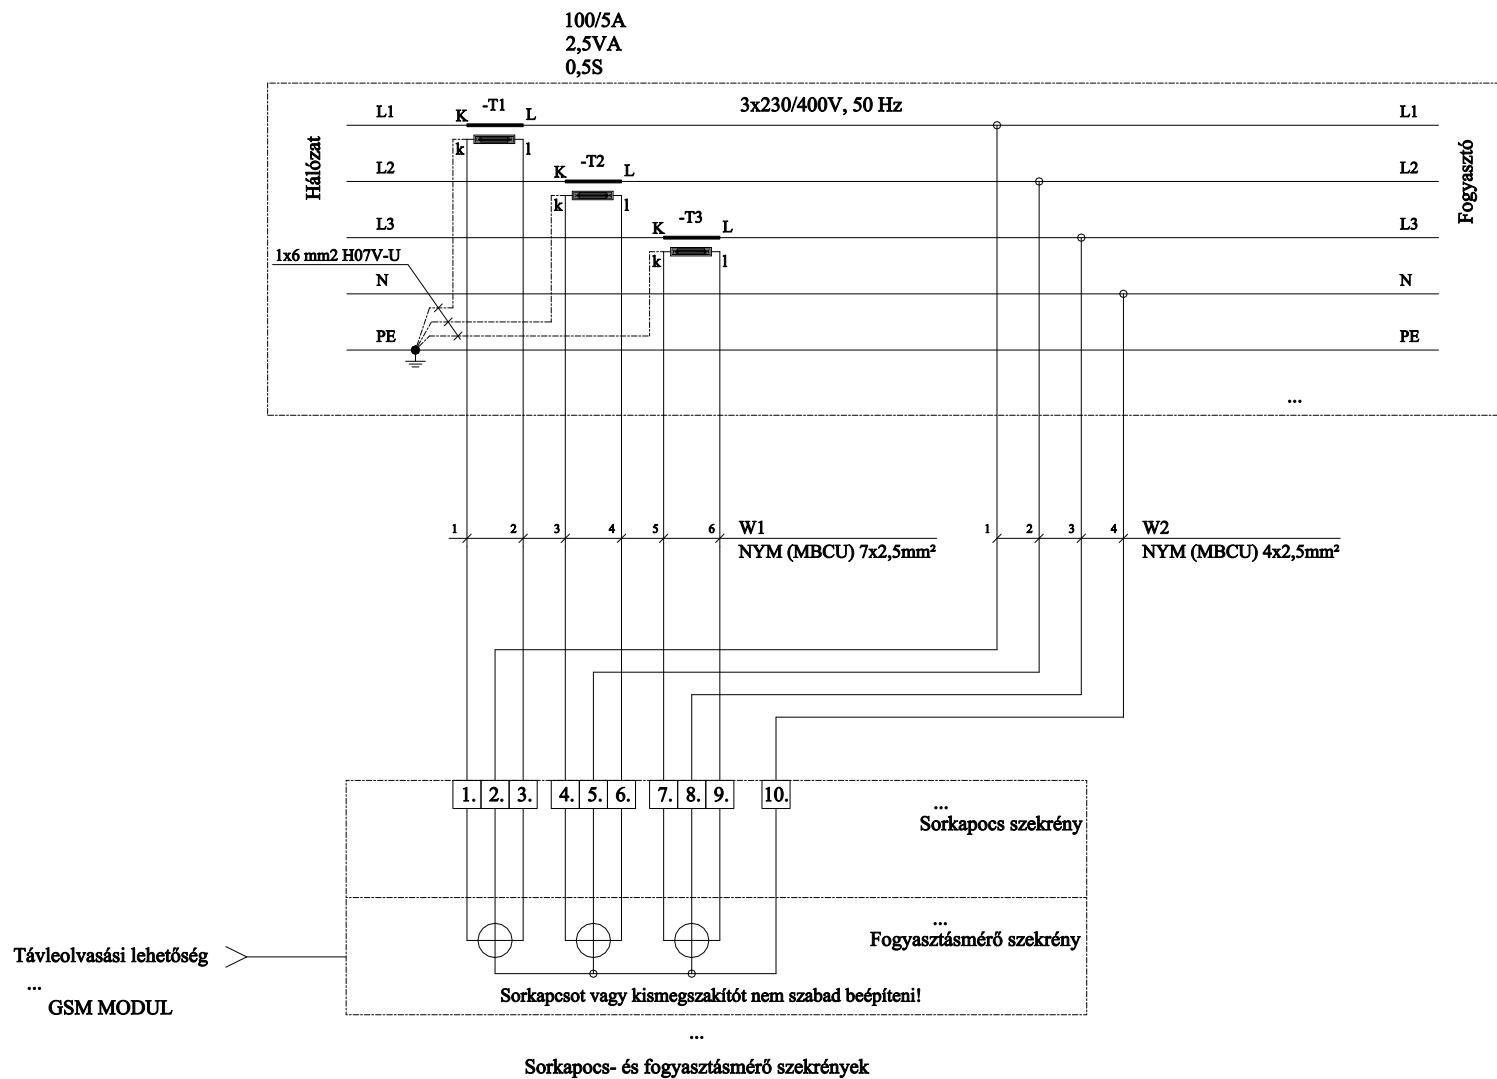 100/5A
2,5VA
0,5S
3x230/400V, 50 Hz
Hálózat
Fogyasztó
L1
K
-T1
L
k
l
L1
L2
K
-T2
L
k
l
L2
L3
K
-T3
L
k
l
L3
1x6 mm2 H07V-U
N
N
PE
PE
...
1 2 3 4 5 6 W1
NYM (MBCU) 7x2,5mm²
1 2 3 4 W2
NYM (MBCU) 4x2,5mm²
1. 2. 3. 4. 5. 6. 7. 8. 9. 10.
...
Sorkapocs szekrény
...
Fogyasztásmérő szekrény
Távleolvasási lehetőség
...
GSM MODUL
Sorkapcsot vagy kismegszakítót nem szabad beépíteni!
...
Sorkapocs- és fogyasztásmérő szekrények